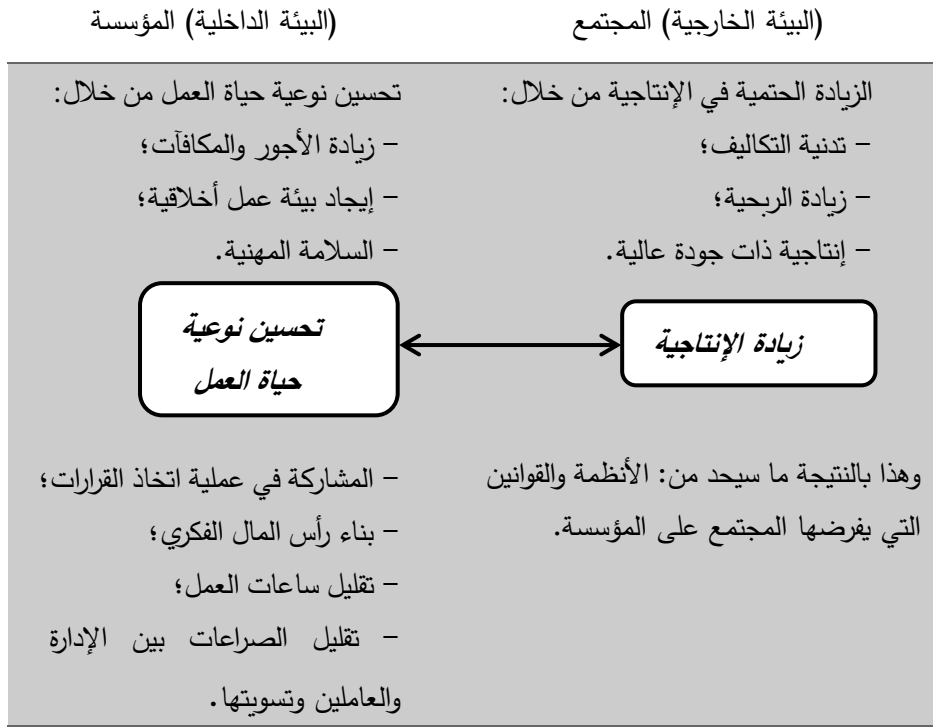 (البيئة الخارجية) المجتمع
(البيئة الداخلية) المؤسسة
الزيادة الحتمية في الإنتاجية من خلال:
– تدنية التكاليف؛
– زيادة الربحية؛
– إنتاجية ذات جودة عالية.
زيادة الإنتاجية
وهذا بالنتيجة ما سيحد من: الأنظمة والقوانين
التي يفرضها المجتمع على المؤسسة.
تحسين نوعية حياة العمل من خلال:
– زيادة الأجور والمكافآت؛
– إيجاد بيئة عمل أخلاقية؛
– السلامة المهنية.
تحسين نوعية
حياة العمل
– المشاركة في عملية اتخاذ القرارات؛
– بناء رأس المال الفكري؛
– تقليل ساعات العمل؛
– تقليل الصراعات بين الإدارة
والعاملين وتسويتها.